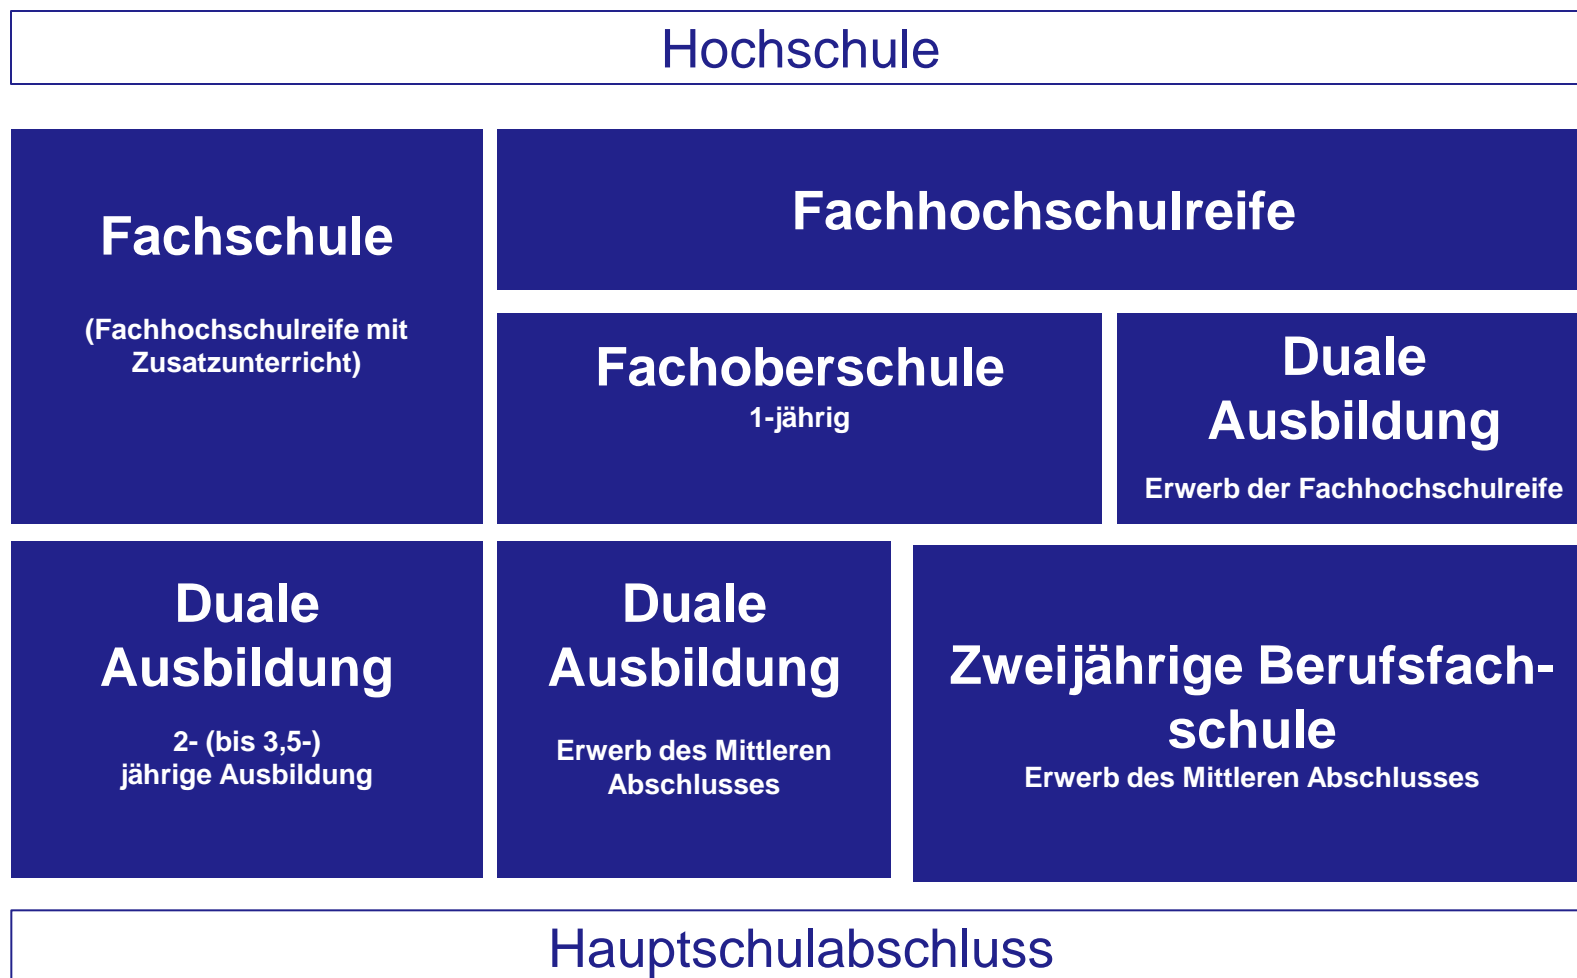 Hochschule
Fachschule
(Fachhochschulreife mit
Zusatzunterricht)
Fachhochschulreife
Fachoberschule
1-jährig
Duale
Ausbildung
Erwerb der Fachhochschulreife
Duale
Ausbildung
2- (bis 3,5-)
jährige Ausbildung
Duale
Ausbildung
Erwerb des Mittleren
Abschlusses
Zweijährige Berufsfach-
schule
Erwerb des Mittleren Abschlusses
Hauptschulabschluss